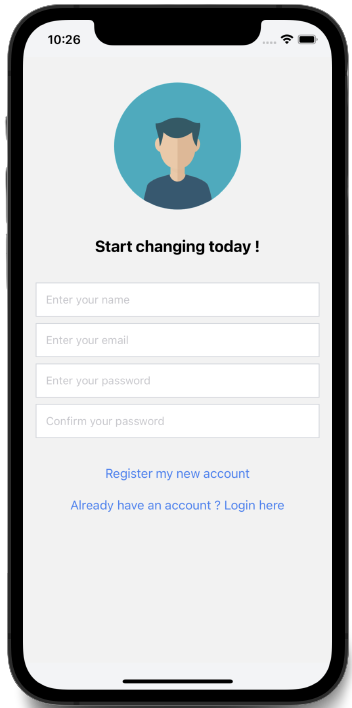 10:26
Start changing today !
Enter your name
Enter your email
Enter your password
Confirm your password
Register my new account
Already have an account ? Login here